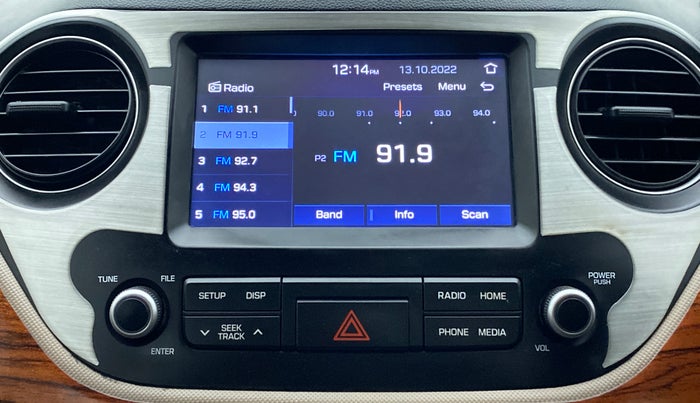 12:14PM 13.10.2022
Radio Presets Menu
1 FM 91.1
2 FM 91.9
3 FM 92.7
4 FM 94.3
5 FM 95.0
90.0 91.0 92.0 93.0 94.0
P2 FM 91.9
Band Info Scan
TUNE FILE
ENTER
SETUP DISP
SEEK
TRACK
RADIO HOME
PHONE MEDIA
POWER
PUSH
VOL